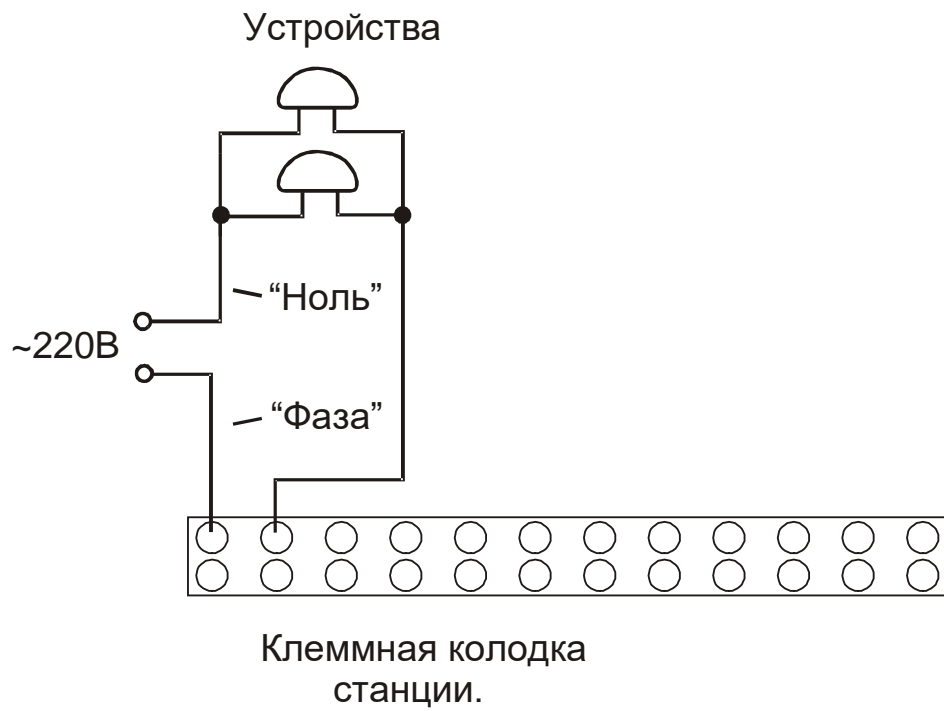 Устройства
“Ноль”
~220В
“Фаза”
Клеммная колодка
станции.